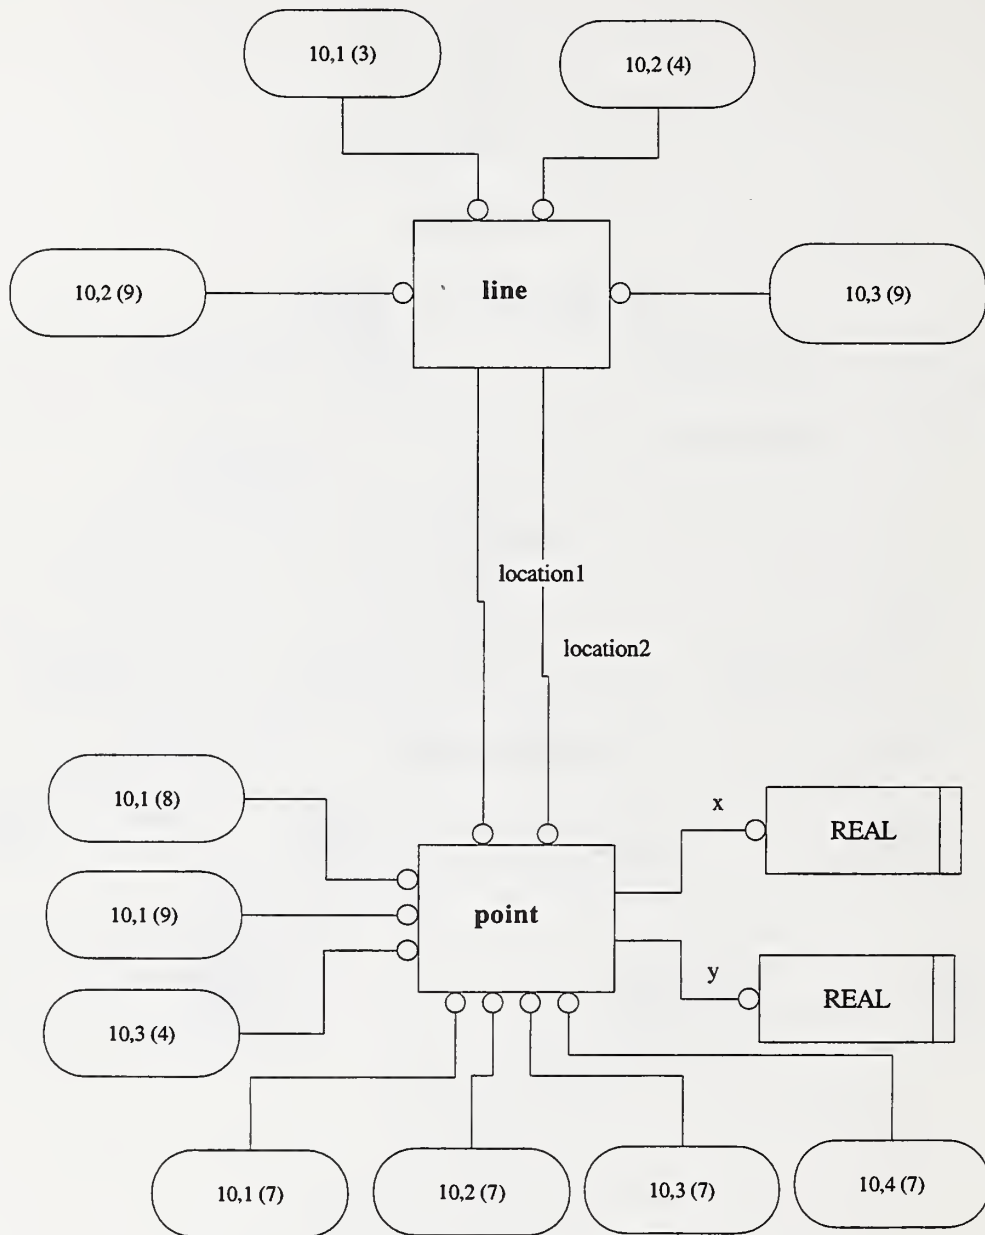 10,1 (3)
10,2 (4)
10,2 (9)
line
10,3 (9)
location1
location2
10,1 (8)
x
REAL
10,1 (9)
point
y
REAL
10,3 (4)
10,1 (7)
10,2 (7)
10,3 (7)
10,4 (7)